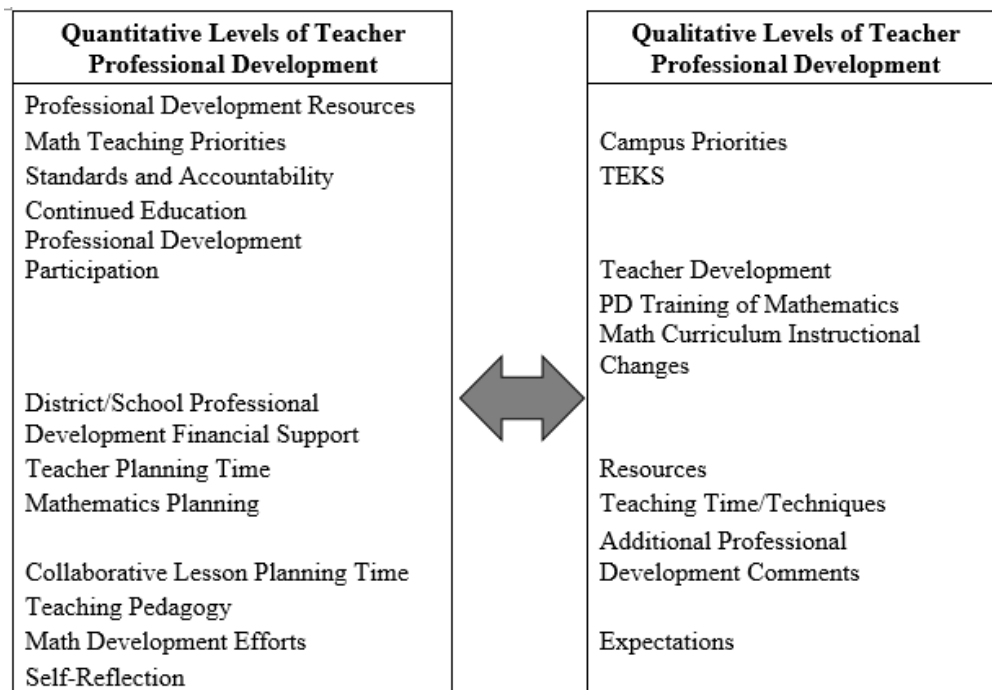 Quantitative Levels of Teacher
Professional Development
Professional Development Resources
Math Teaching Priorities
Standards and Accountability
Continued Education
Professional Development
Participation
District/School Professional
Development Financial Support
Teacher Planning Time
Mathematics Planning
Collaborative Lesson Planning Time
Teaching Pedagogy
Math Development Efforts
Self-Reflection
Qualitative Levels of Teacher
Professional Development
Campus Priorities
TEKS
Teacher Development
PD Training of Mathematics
Math Curriculum Instructional
Changes
Resources
Teaching Time/Techniques
Additional Professional
Development Comments
Expectations